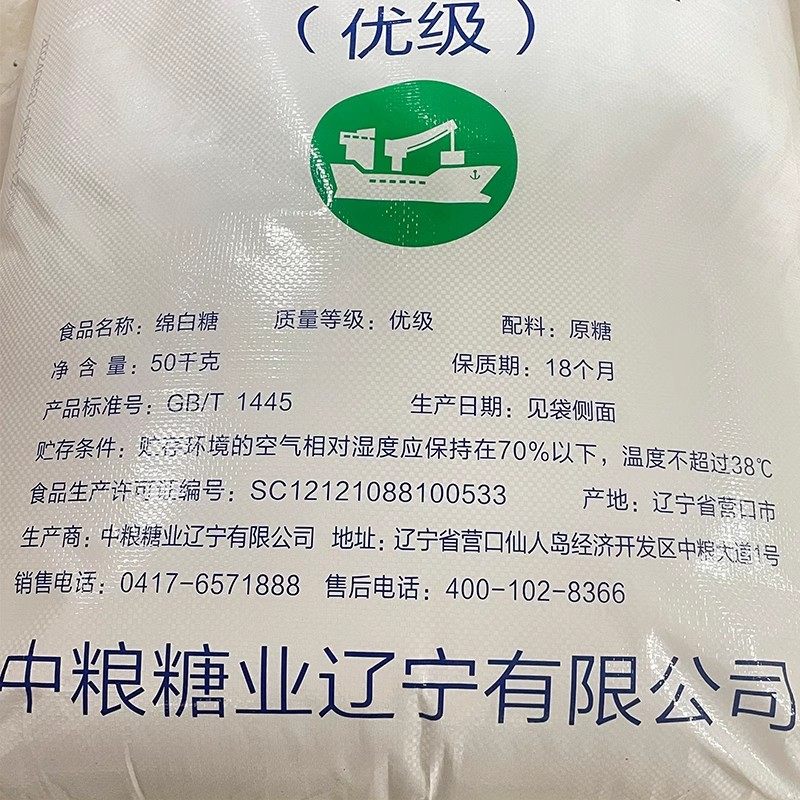 （优级）
食品名称：绵白糖 质量等级：优级 配料：原糖
净含量：50千克 保质期：18个月
产品标准号：GB/T 1445 生产日期：见袋侧面
贮存条件：贮存环境的空气相对湿度应保持在70%以下，温度不超过38℃
食品生产许可证编号：SC12121088100533 产地：辽宁省营口市
生产商：中粮糖业辽宁有限公司 地址：辽宁省营口仙人岛经济开发区中粮大道1号
销售电话：0417-6571888 售后电话：400-102-8366
中粮糖业辽宁有限公司